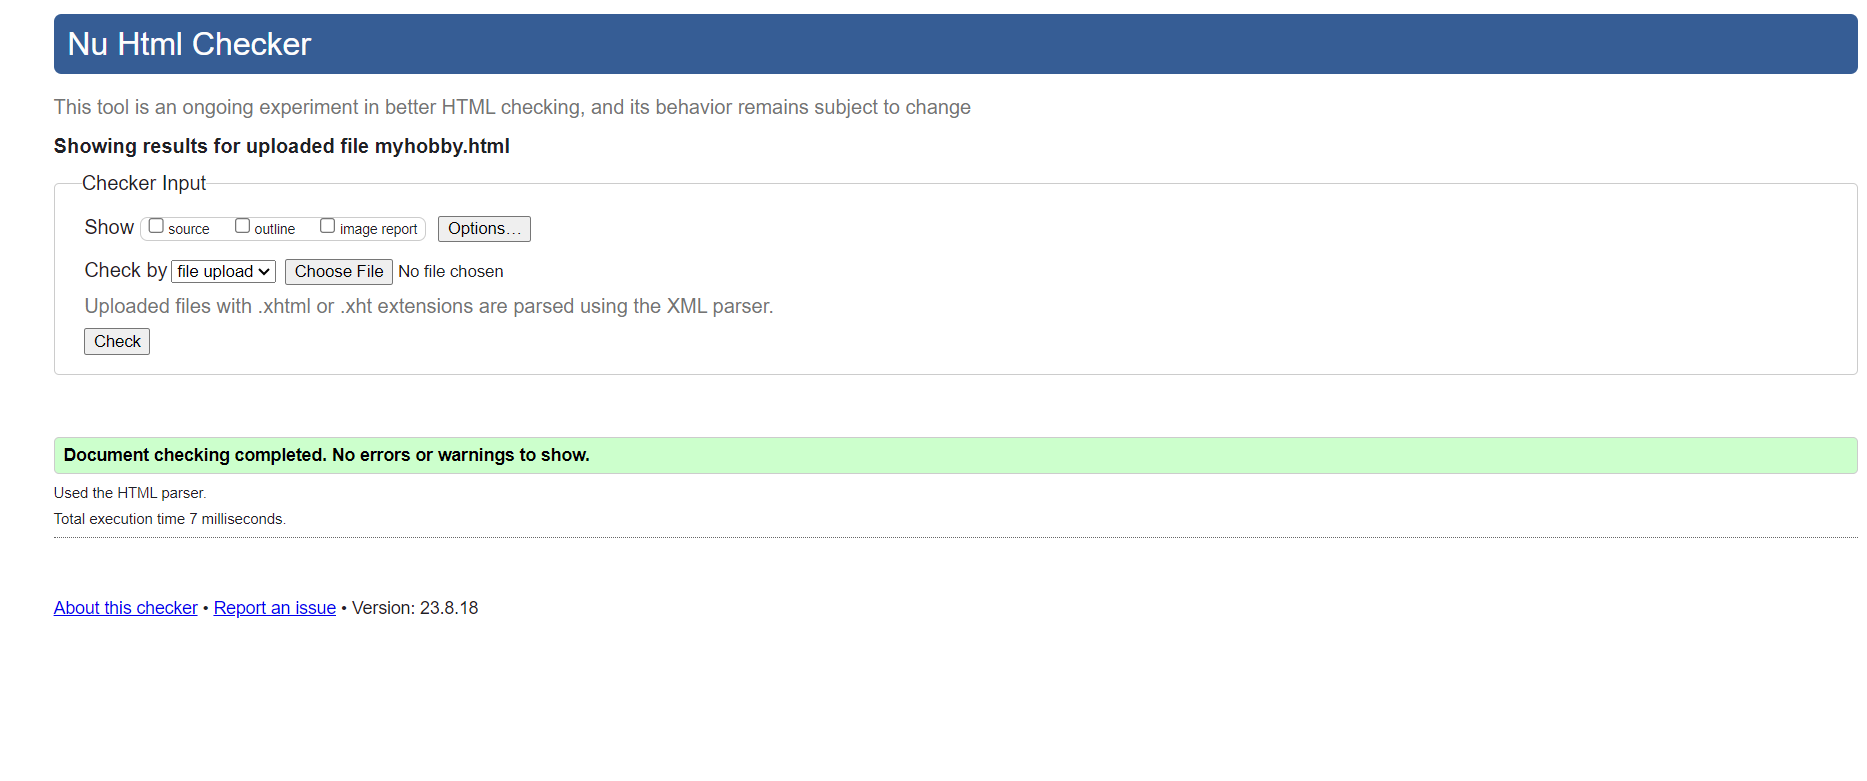 Nu Html Checker
This tool is an ongoing experiment in better HTML checking, and its behavior remains subject to change
Showing results for uploaded file myhobby.html
Checker Input
Show source outline image report Options…
Check by file upload Choose File No file chosen
Uploaded files with .xhtml or .xht extensions are parsed using the XML parser.
Check
Document checking completed. No errors or warnings to show.
Used the HTML parser.
Total execution time 7 milliseconds.
About this checker • Report an issue • Version: 23.8.18